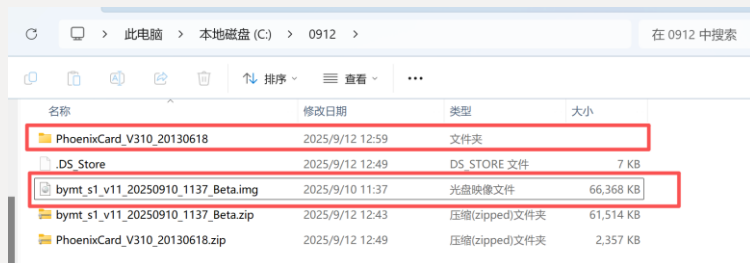 此电脑 > 本地磁盘 (C:) > 0912 > 在 0912 中搜索
排序 查看 •••
名称 修改日期 类型 大小
PhoenixCard_V310_20130618 2025/9/12 12:59 文件夹
.DS_Store 2025/9/12 12:49 DS_STORE 文件 7 KB
bymt_s1_v11_20250910_1137_Beta.img 2025/9/10 11:37 光盘映像文件 66,368 KB
bymt_s1_v11_20250910_1137_Beta.zip 2025/9/12 12:43 压缩(zipped)文件夹 61,514 KB
PhoenixCard_V310_20130618.zip 2025/9/12 12:49 压缩(zipped)文件夹 2,357 KB